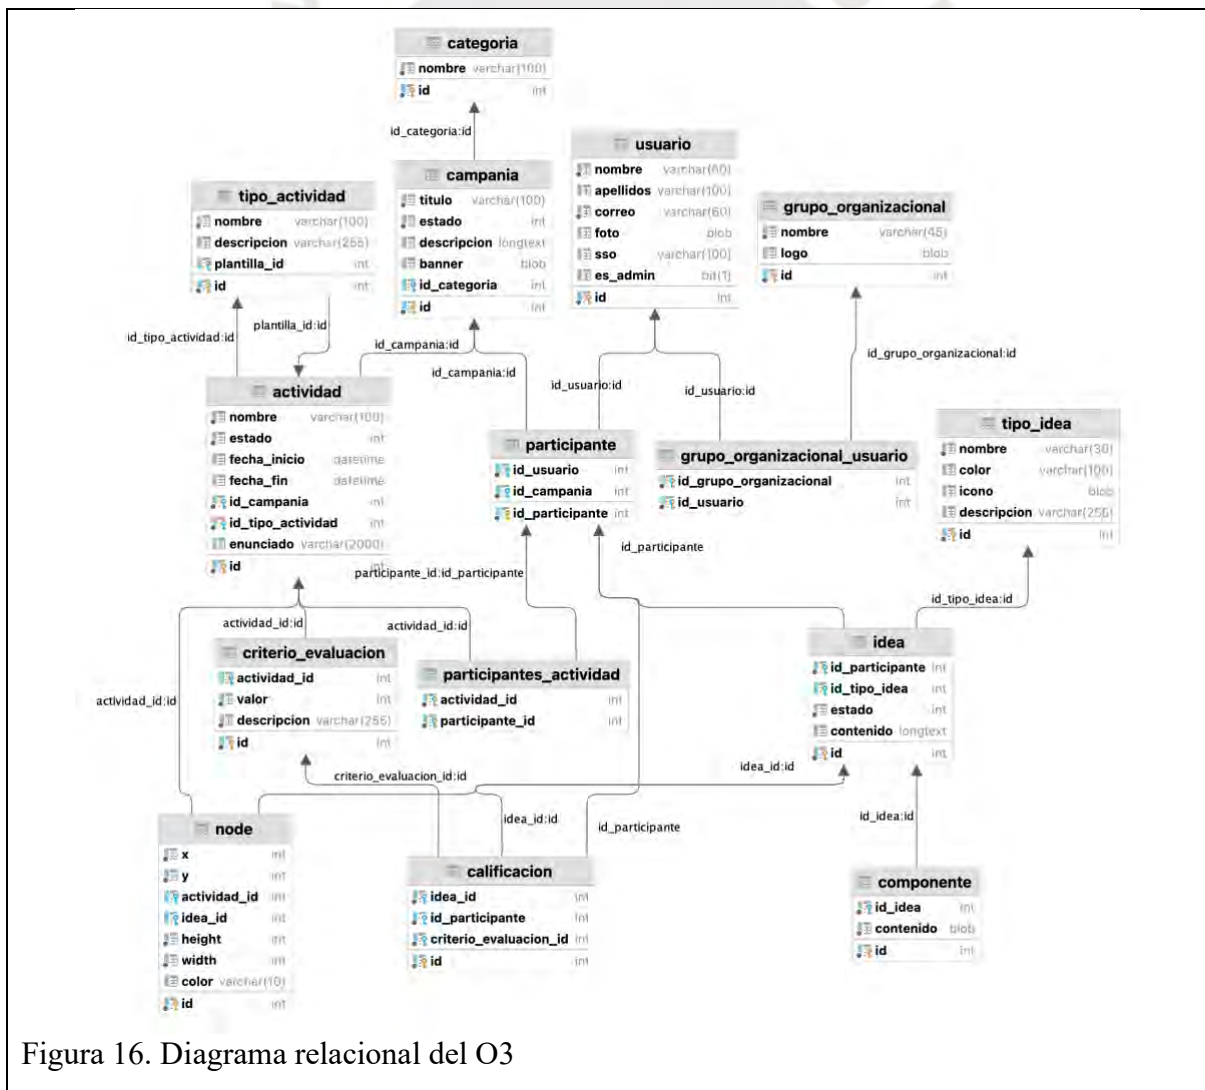 categoria
nombre varchar(100)
id int
id_categoria:id
usuario
nombre varchar(60)
apellidos varchar(100)
correo varchar(60)
foto blob
sso varchar(100)
es_admin bit(1)
id int
campania
titulo varchar(100)
estado int
descripcion longtext
banner blob
id_categoria int
id int
tipo_actividad
nombre varchar(100)
descripcion varchar(255)
plantilla_id int
id int
grupo_organizacional
nombre varchar(45)
logo blob
id int
id_tipo_actividad:id
plantilla_id:id
id_campania:id
id_campania:id
id_usuario:id
id_usuario:id
id_grupo_organizacional:id
actividad
nombre varchar(100)
estado int
fecha_inicio datetime
fecha_fin datetime
id_campania int
id_tipo_actividad int
enunciado varchar(2000)
id int
participante
id_usuario int
id_campania int
id_participante int
grupo_organizacional_usuario
id_grupo_organizacional int
id_usuario int
tipo_idea
nombre varchar(30)
color varchar(100)
icono blob
descripcion varchar(255)
id int
id_participante
participante_id:id_participante
id_tipo_idea:id
actividad_id:id
actividad_id:id
actividad_id:id
criterio_evaluacion
actividad_id int
valor int
descripcion varchar(255)
id int
participantes_actividad
actividad_id int
participante_id int
idea
id_participante int
id_tipo_idea int
estado int
contenido longtext
id int
criterio_evaluacion_id:id
idea_id:id
idea_id:id
id_participante
id_idea:id
node
x int
y int
actividad_id int
idea_id int
height int
width int
color varchar(10)
id int
calificacion
idea_id int
id_participante int
criterio_evaluacion_id int
id int
componente
id_idea int
contenido blob
id int
Figura 16. Diagrama relacional del O3